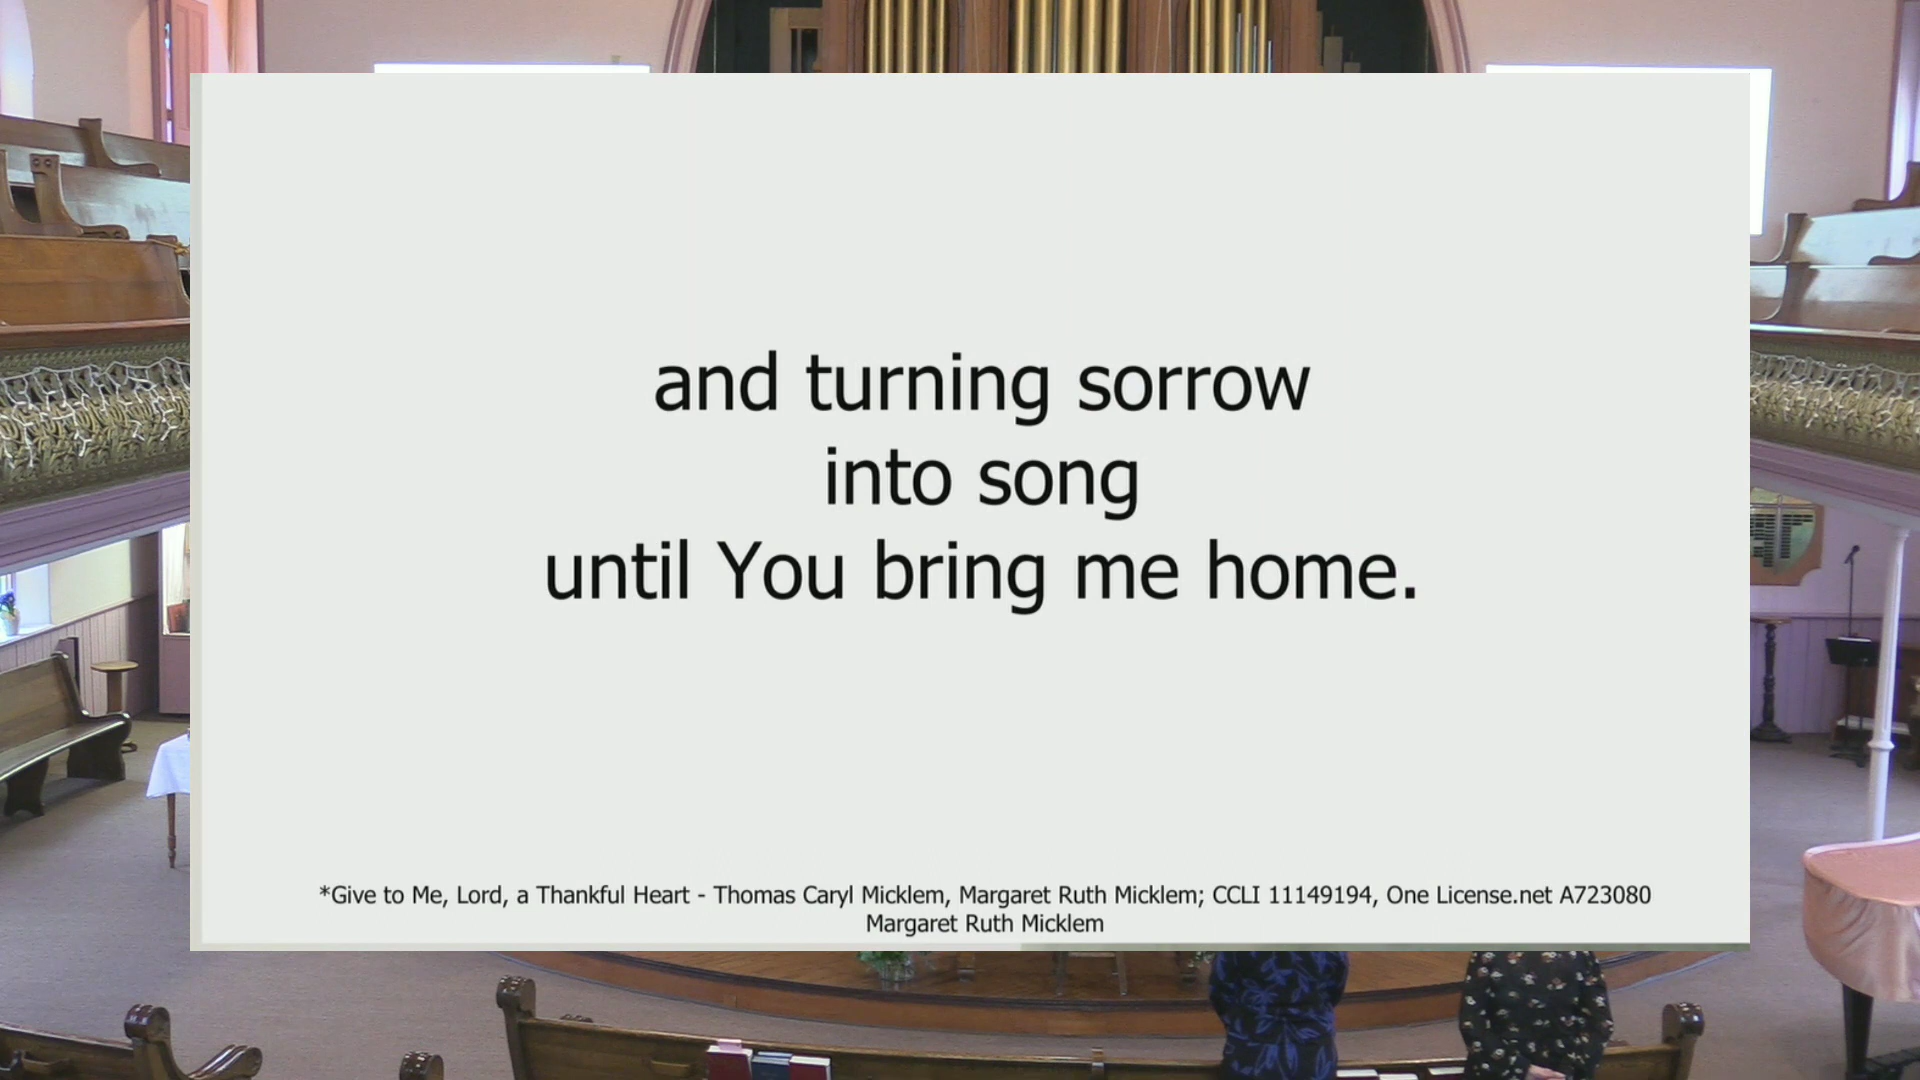 and turning sorrow
into song
until You bring me home.
*Give to Me, Lord, a Thankful Heart - Thomas Caryl Micklem, Margaret Ruth Micklem; CCLI 11149194, One License.net A723080
Margaret Ruth Micklem